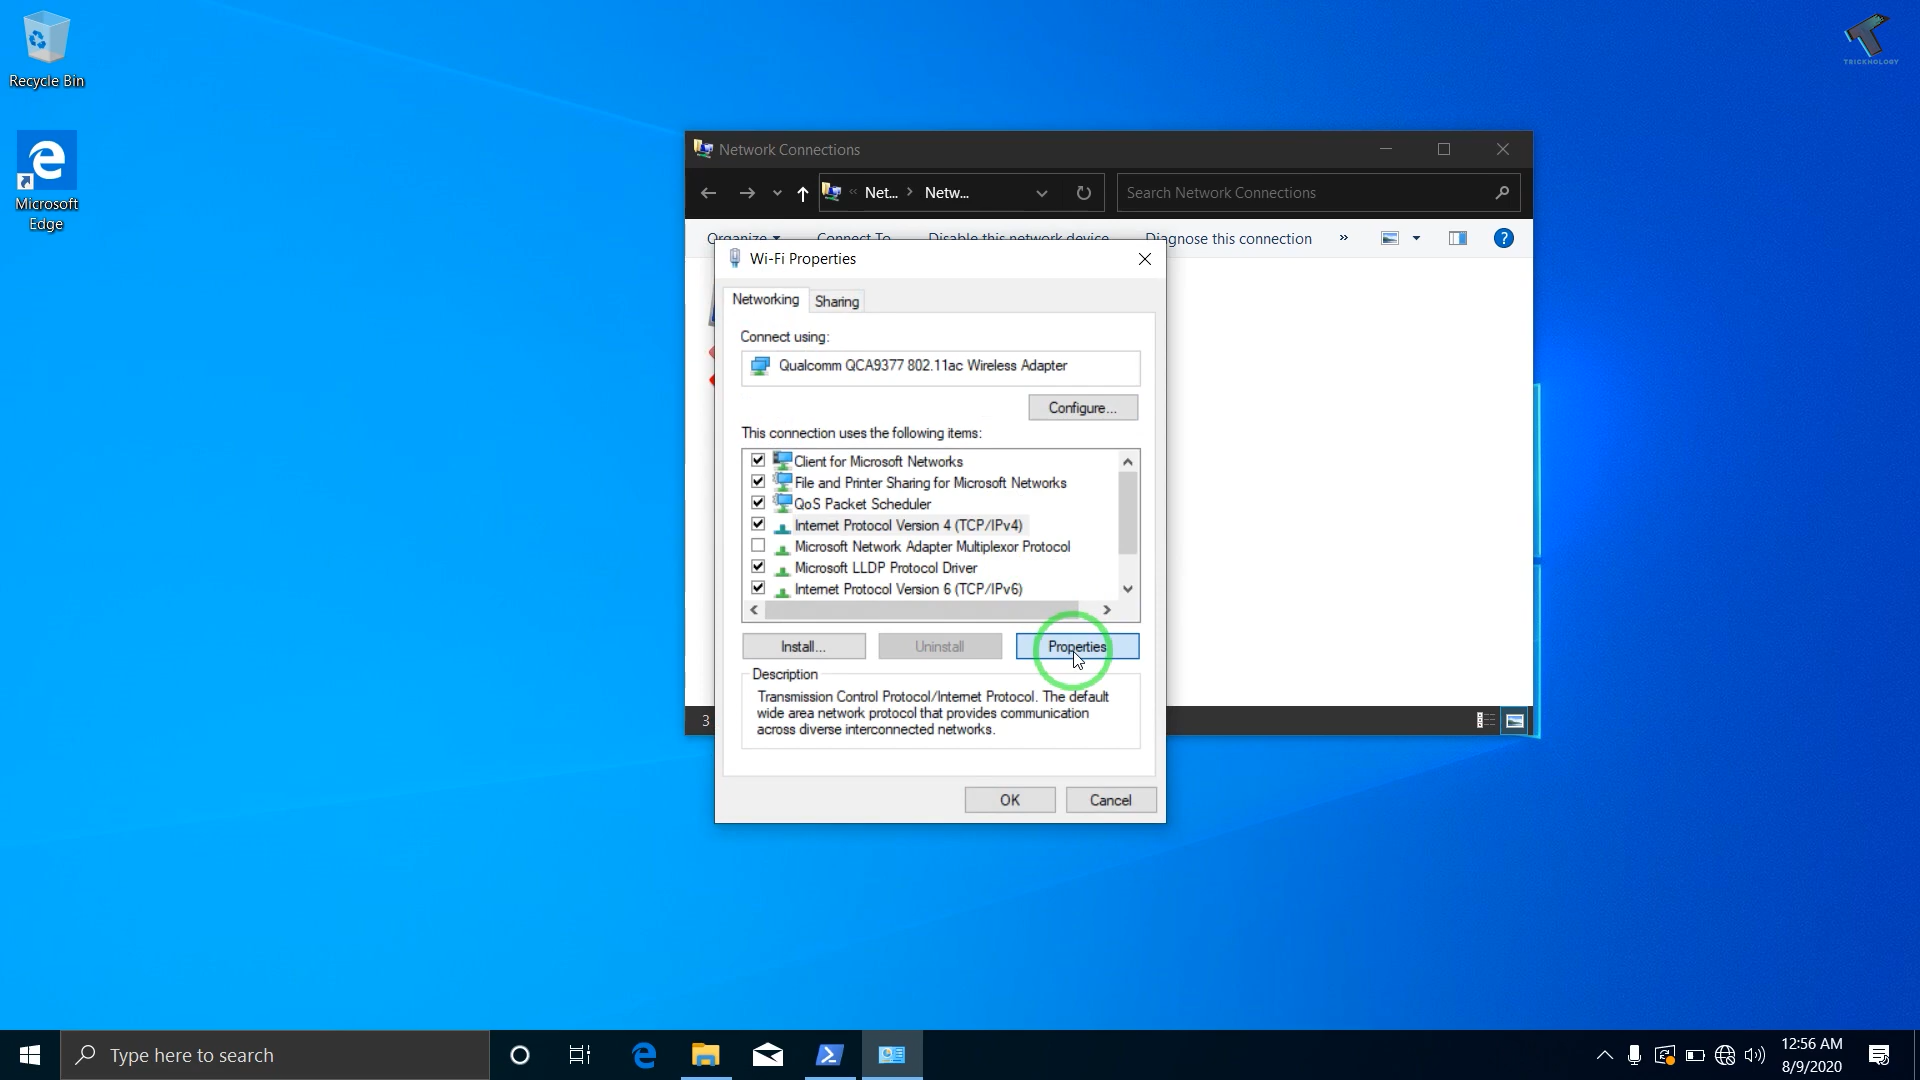 Recycle Bin
Microsoft
Edge
TRICKNOLOGY
Network Connections
Net... Netw...
Search Network Connections
Organize Connect To Disable this network device Diagnose this connection »
Wi-Fi Properties
Networking Sharing
Connect using:
Qualcomm QCA9377 802.11ac Wireless Adapter
Configure...
This connection uses the following items:
Client for Microsoft Networks
File and Printer Sharing for Microsoft Networks
QoS Packet Scheduler
Internet Protocol Version 4 (TCP/IPv4)
Microsoft Network Adapter Multiplexor Protocol
Microsoft LLDP Protocol Driver
Internet Protocol Version 6 (TCP/IPv6)
Install... Uninstall Properties
Description
Transmission Control Protocol/Internet Protocol. The default
wide area network protocol that provides communication
across diverse interconnected networks.
3
OK Cancel
Type here to search
12:56 AM
8/9/2020